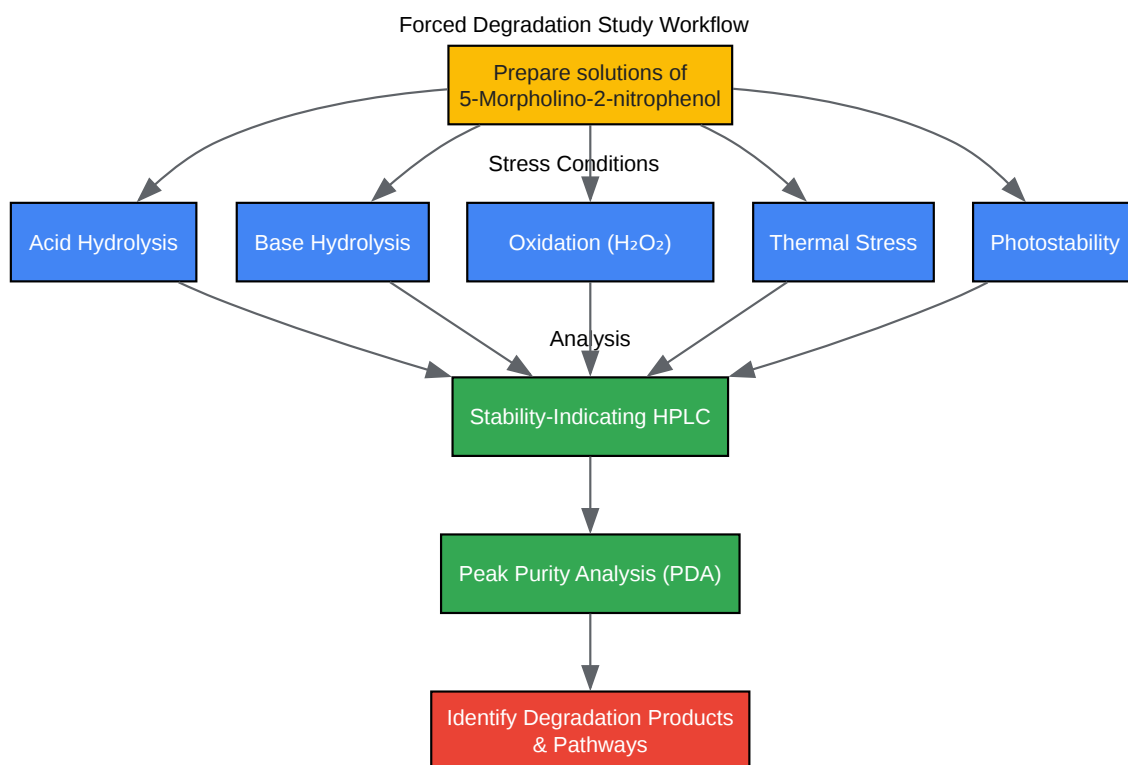 Forced Degradation Study Workflow
Prepare solutions of
5-Morpholino-2-nitrophenol
Stress Conditions
Acid Hydrolysis
Base Hydrolysis
Oxidation (H₂O₂)
Thermal Stress
Photostability
Analysis
Stability-Indicating HPLC
Peak Purity Analysis (PDA)
Identify Degradation Products
& Pathways